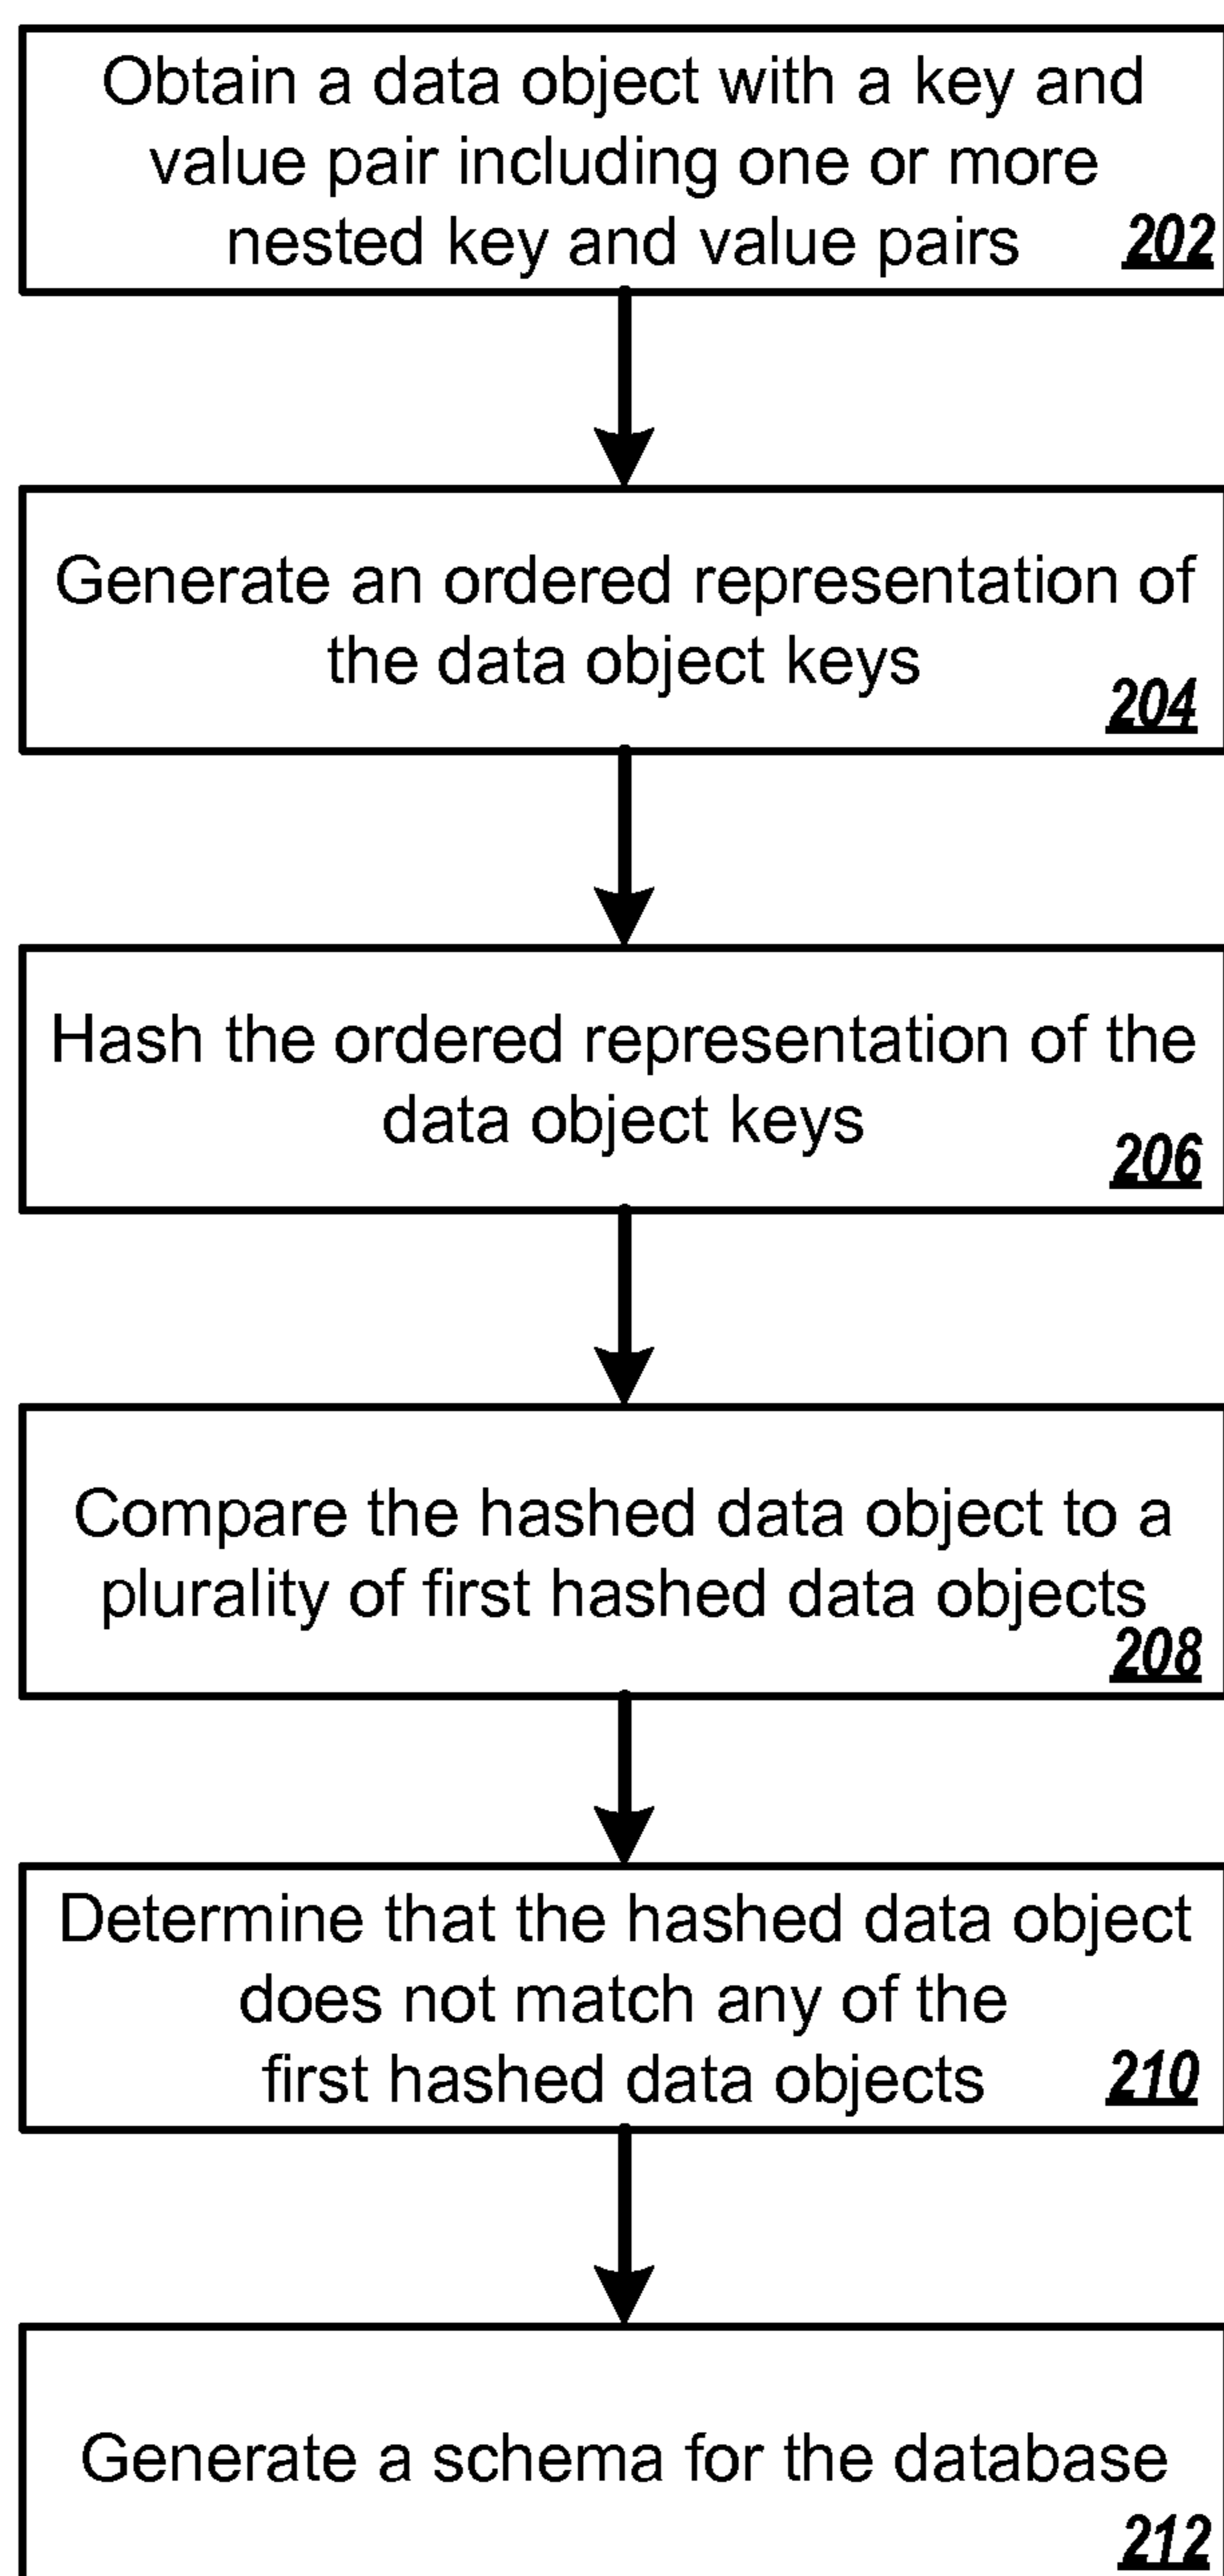 Obtain a data object with a key and
value pair including one or more
nested key and value pairs 202
Generate an ordered representation of
the data object keys
204
Hash the ordered representation of the
data object keys
206
Compare the hashed data object to a
plurality of first hashed data objects
208
Determine that the hashed data object
does not match any of the
first hashed data objects 210
Generate a schema for the database
212